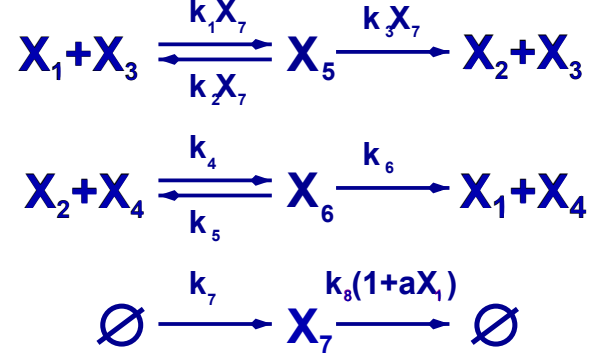 k₁X₇ k₃X₇
X₁+X₃ X₅ X₂+X₃
k₂X₇
k₄ k₆
X₂+X₄ X₆ X₁+X₄
k₅
k₇ k₈(1+aX₁)
∅ X₇ ∅